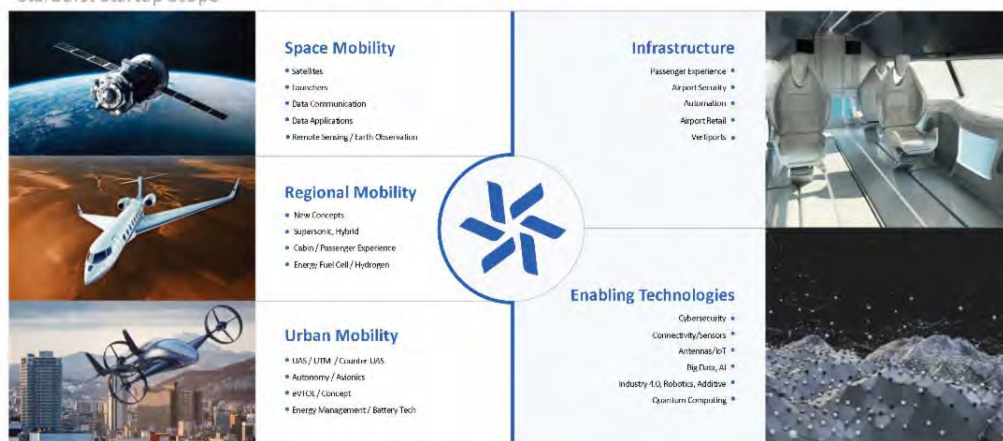 Starburst Startup Scope
Space Mobility
• Satellites
• Launchers
• Data Communication
• Data Applications
• Remote Sensing / Earth Observation
Regional Mobility
• New Concepts
• Supersonic, Hybrid
• Cabin / Passenger Experience
• Energy Fuel Cell / Hydrogen
Urban Mobility
• UAS / UTM / Counter UAS
• Autonomy / Avionics
• eVTOL / Concept
• Energy Management / Battery Tech
Infrastructure
Passenger Experience •
Airport Security •
Automation •
Airport Retail •
Vertiports •
Enabling Technologies
Cybersecurity •
Connectivity/Sensors •
Antennas/IoT •
Big Data, AI •
Industry 4.0, Robotics, Additive •
Quantum Computing •